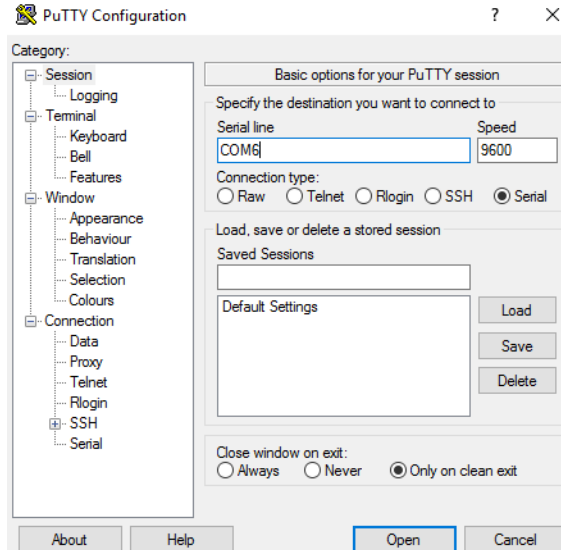 PuTTY Configuration
Category:
Session
Logging
Terminal
Keyboard
Bell
Features
Window
Appearance
Behaviour
Translation
Selection
Colours
Connection
Data
Proxy
Telnet
Rlogin
SSH
Serial
Basic options for your PuTTY session
Specify the destination you want to connect to
Serial line Speed
COM6 9600
Connection type:
Raw Telnet Rlogin SSH Serial
Load, save or delete a stored session
Saved Sessions
Default Settings
Load
Save
Delete
Close window on exit:
Always Never Only on clean exit
About Help Open Cancel